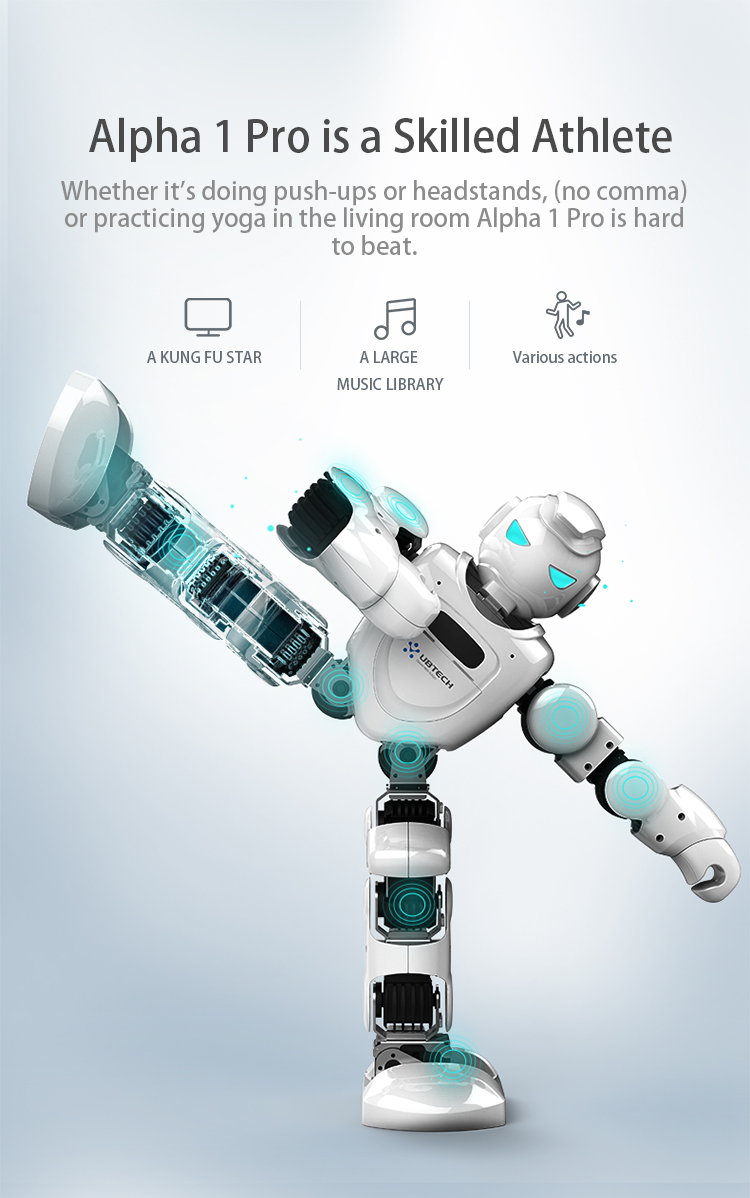 Alpha 1 Pro is a Skilled Athlete
Whether it’s doing push-ups or headstands, (no comma)
or practicing yoga in the living room Alpha 1 Pro is hard
to beat.
A KUNG FU STAR
A LARGE
MUSIC LIBRARY
Various actions
UBTECH